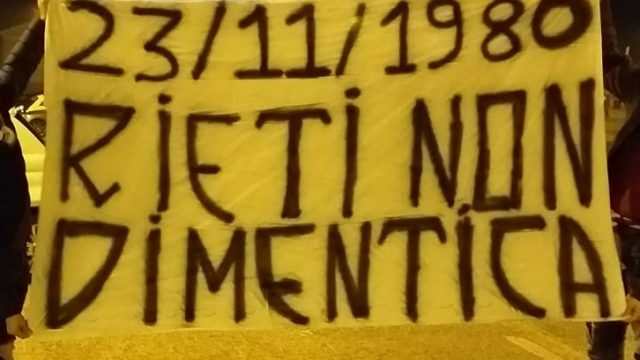 23/11/1980
RiETi NON
DiMENTiCA